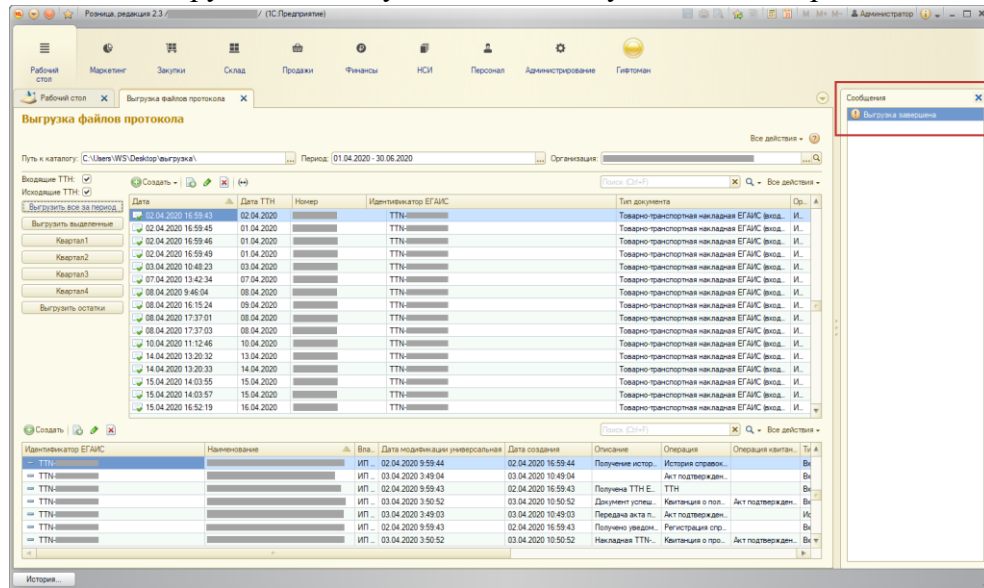 Розница, редакция 2.3 / / (1С:Предприятие)
M M+ M- Администратор
Рабочий стол Маркетинг Закупки Склад Продажи Финансы НСИ Персонал Администрирование Гифтоман
Рабочий стол Выгрузка файлов протокола
Сообщения
Выгрузка завершена
Выгрузка файлов протокола
Все действия
Путь к каталогу: C:\Users\WS\Desktop\выгрузка\ ... Период: 01.04.2020 - 30.06.2020 ... Организация: ...
Входящие ТТН:
Исходящие ТТН:
Создать Поиск (Ctrl+F) Все действия
Выгрузить все за период
Выгрузить выделенные
Квартал1
Квартал2
Квартал3
Квартал4
Выгрузить остатки
Дата Дата ТТН Номер Идентификатор ЕГАИС Тип документа Оp...
02.04.2020 16:59:43 02.04.2020 TTN- Товарно-транспортная накладная ЕГАИС (вход... И...
02.04.2020 16:59:45 01.04.2020 TTN- Товарно-транспортная накладная ЕГАИС (вход... И...
02.04.2020 16:59:46 01.04.2020 TTN- Товарно-транспортная накладная ЕГАИС (вход... И...
02.04.2020 16:59:49 01.04.2020 TTN- Товарно-транспортная накладная ЕГАИС (вход... И...
03.04.2020 10:48:23 03.04.2020 TTN- Товарно-транспортная накладная ЕГАИС (вход... И...
07.04.2020 13:42:34 07.04.2020 TTN- Товарно-транспортная накладная ЕГАИС (вход... И...
08.04.2020 9:46:04 08.04.2020 TTN- Товарно-транспортная накладная ЕГАИС (вход... И...
08.04.2020 16:15:24 09.04.2020 TTN- Товарно-транспортная накладная ЕГАИС (вход... И...
08.04.2020 17:37:01 08.04.2020 TTN- Товарно-транспортная накладная ЕГАИС (вход... И...
08.04.2020 17:37:03 08.04.2020 TTN- Товарно-транспортная накладная ЕГАИС (вход... И...
10.04.2020 11:12:46 10.04.2020 TTN- Товарно-транспортная накладная ЕГАИС (вход... И...
14.04.2020 13:20:32 13.04.2020 TTN- Товарно-транспортная накладная ЕГАИС (вход... И...
14.04.2020 13:20:33 14.04.2020 TTN- Товарно-транспортная накладная ЕГАИС (вход... И...
15.04.2020 14:03:55 15.04.2020 TTN- Товарно-транспортная накладная ЕГАИС (вход... И...
15.04.2020 14:03:57 15.04.2020 TTN- Товарно-транспортная накладная ЕГАИС (вход... И...
15.04.2020 16:52:19 16.04.2020 TTN- Товарно-транспортная накладная ЕГАИС (вход... И...
Создать Поиск (Ctrl+F) Все действия
Идентификатор ЕГАИС Наименование Вла... Дата модификации универсальная Дата создания Описание Операция Операция квитан... Ти
TTN- ИП ... 02.04.2020 9:59:44 02.04.2020 16:59:44 Получение истор... История справок... Вх
TTN- ИП ... 03.04.2020 3:49:04 03.04.2020 10:49:04 Акт подтвержден... Вх
TTN- ИП ... 02.04.2020 9:59:43 02.04.2020 16:59:43 Получена ТТН Е... ТТН Вх
TTN- ИП ... 03.04.2020 3:50:52 03.04.2020 10:50:52 Документ успеш... Квитанция о пол... Акт подтвержден... Вх
TTN- ИП ... 03.04.2020 3:49:03 03.04.2020 10:49:03 Передача акта п... Акт подтвержден... Ис
TTN- ИП ... 02.04.2020 9:59:43 02.04.2020 16:59:43 Получено уведом... Регистрация спр... Вх
TTN- ИП ... 03.04.2020 3:50:52 03.04.2020 10:50:52 Накладная TTN-... Квитанция о про... Акт подтвержден... Вх
История...